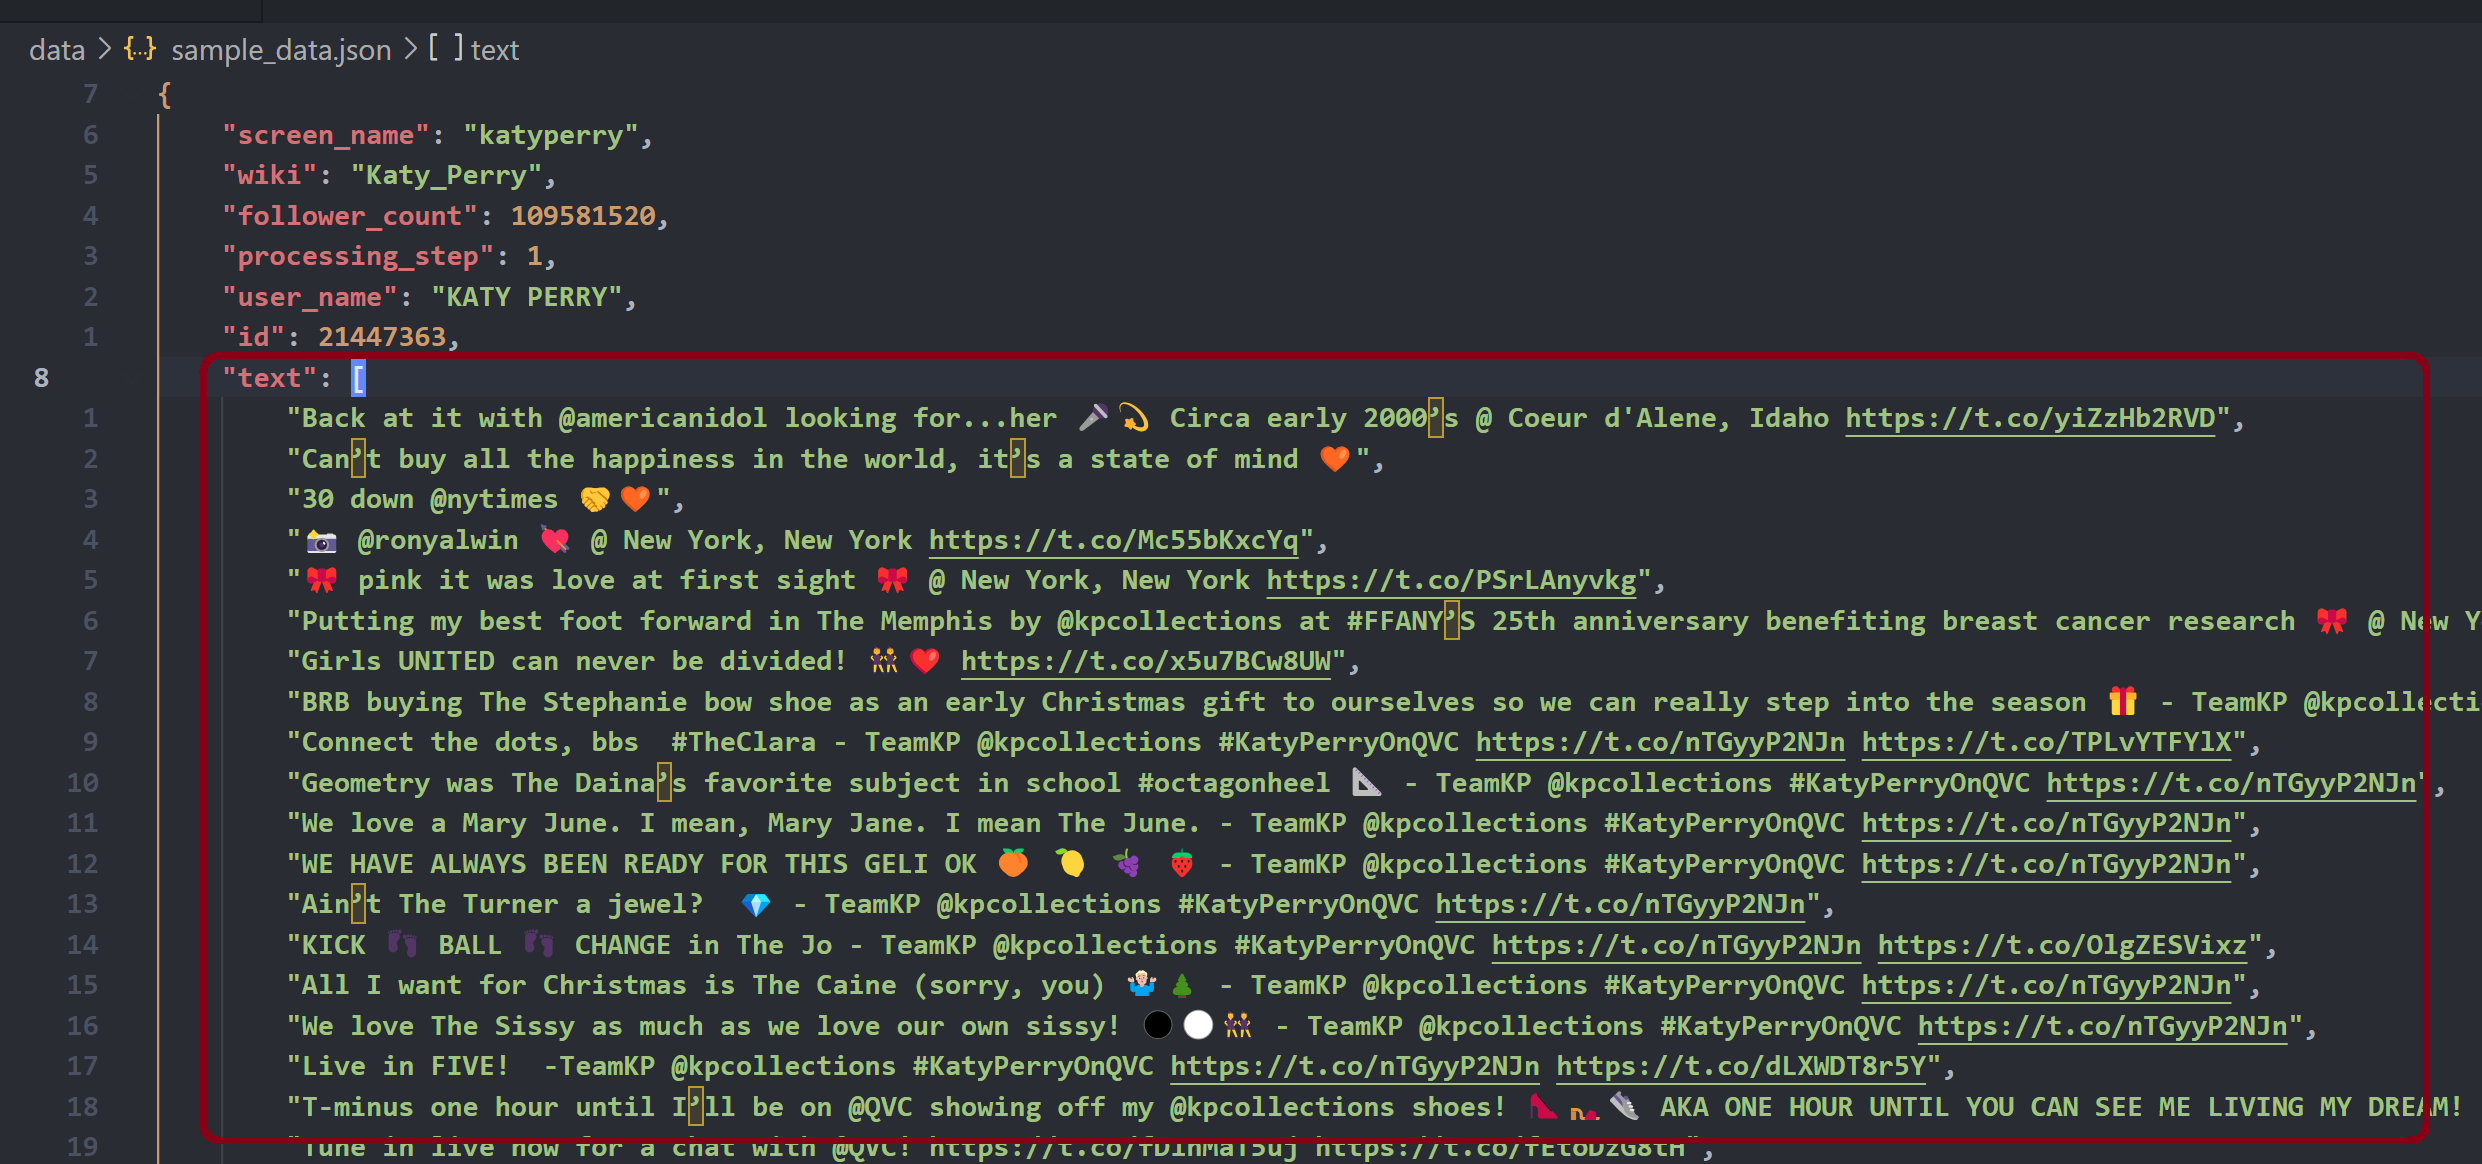 data > {...} sample_data.json > [ ] text
7 {
6 "screen_name": "katyperry",
5 "wiki": "Katy_Perry",
4 "follower_count": 109581520,
3 "processing_step": 1,
2 "user_name": "KATY PERRY",
1 "id": 21447363,
8 "text": [
1 "Back at it with @americanidol looking for...her 🎤💫 Circa early 2000’s @ Coeur d'Alene, Idaho https://t.co/yiZzHb2RVD",
2 "Can’t buy all the happiness in the world, it’s a state of mind 🧡",
3 "30 down @nytimes 🤝🧡",
4 "📸 @ronyalwin 💘 @ New York, New York https://t.co/Mc55bKxcYq",
5 "🎀 pink it was love at first sight 🎀 @ New York, New York https://t.co/PSrLAnyvkg",
6 "Putting my best foot forward in The Memphis by @kpcollections at #FFANY’S 25th anniversary benefiting breast cancer research 🎀 @ New Y
7 "Girls UNITED can never be divided! 👯❤️ https://t.co/x5u7BCw8UW",
8 "BRB buying The Stephanie bow shoe as an early Christmas gift to ourselves so we can really step into the season 🎁 - TeamKP @kpcollecti
9 "Connect the dots, bbs  #TheClara - TeamKP @kpcollections #KatyPerryOnQVC https://t.co/nTGyyP2NJn https://t.co/TPLvYTFYlX",
10 "Geometry was The Daina’s favorite subject in school #octagonheel 📐 - TeamKP @kpcollections #KatyPerryOnQVC https://t.co/nTGyyP2NJn",
11 "We love a Mary June. I mean, Mary Jane. I mean The June. - TeamKP @kpcollections #KatyPerryOnQVC https://t.co/nTGyyP2NJn",
12 "WE HAVE ALWAYS BEEN READY FOR THIS GELI OK 🍑 🍋 🍇 🍓 - TeamKP @kpcollections #KatyPerryOnQVC https://t.co/nTGyyP2NJn",
13 "Ain’t The Turner a jewel?  💎 - TeamKP @kpcollections #KatyPerryOnQVC https://t.co/nTGyyP2NJn",
14 "KICK 👣 BALL 👣 CHANGE in The Jo - TeamKP @kpcollections #KatyPerryOnQVC https://t.co/nTGyyP2NJn https://t.co/OlgZESVixz",
15 "All I want for Christmas is The Caine (sorry, you) 🤷🏼‍♂️🌲 - TeamKP @kpcollections #KatyPerryOnQVC https://t.co/nTGyyP2NJn",
16 "We love The Sissy as much as we love our own sissy! ⚫⚪👯 - TeamKP @kpcollections #KatyPerryOnQVC https://t.co/nTGyyP2NJn",
17 "Live in FIVE!  -TeamKP @kpcollections #KatyPerryOnQVC https://t.co/nTGyyP2NJn https://t.co/dLXWDT8r5Y",
18 "T-minus one hour until I’ll be on @QVC showing off my @kpcollections shoes! 👠👡👟 AKA ONE HOUR UNTIL YOU CAN SEE ME LIVING MY DREAM!
19 "Tune in live now for a chat with @QVC!